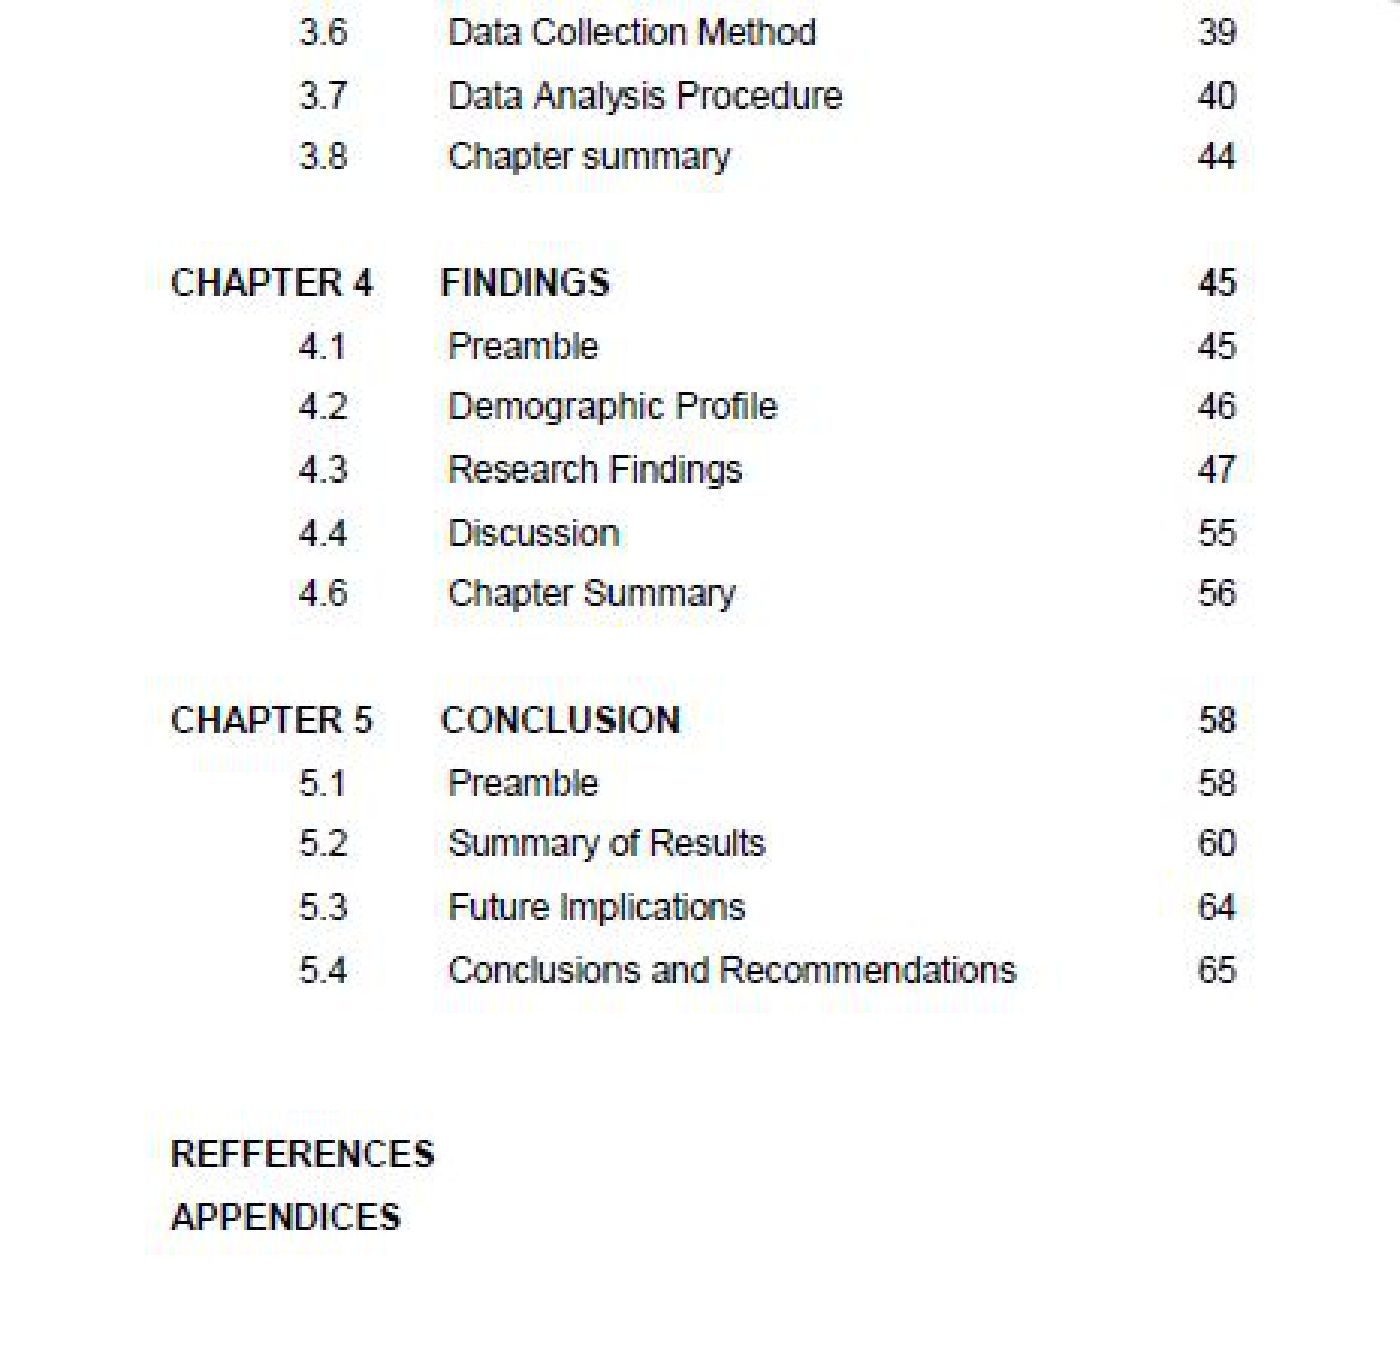 3.6 Data Collection Method 39
3.7 Data Analysis Procedure 40
3.8 Chapter summary 44
CHAPTER 4 FINDINGS 45
4.1 Preamble 45
4.2 Demographic Profile 46
4.3 Research Findings 47
4.4 Discussion 55
4.6 Chapter Summary 56
CHAPTER 5 CONCLUSION 58
5.1 Preamble 58
5.2 Summary of Results 60
5.3 Future Implications 64
5.4 Conclusions and Recommendations 65
REFFERENCES
APPENDICES